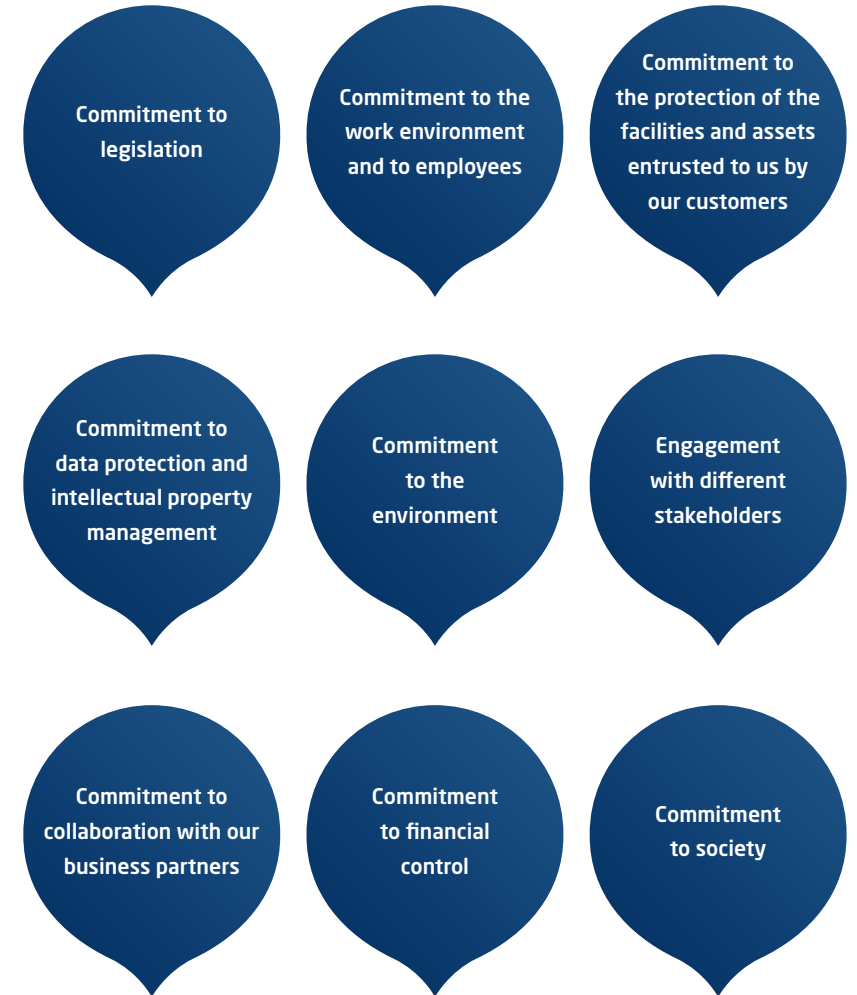 Commitment to
legislation
Commitment to the
work environment
and to employees
Commitment to
the protection of the
facilities and assets
entrusted to us by
our customers
Commitment to
data protection and
intellectual property
management
Commitment
to the
environment
Engagement
with different
stakeholders
Commitment to
collaboration with our
business partners
Commitment
to financial
control
Commitment
to society